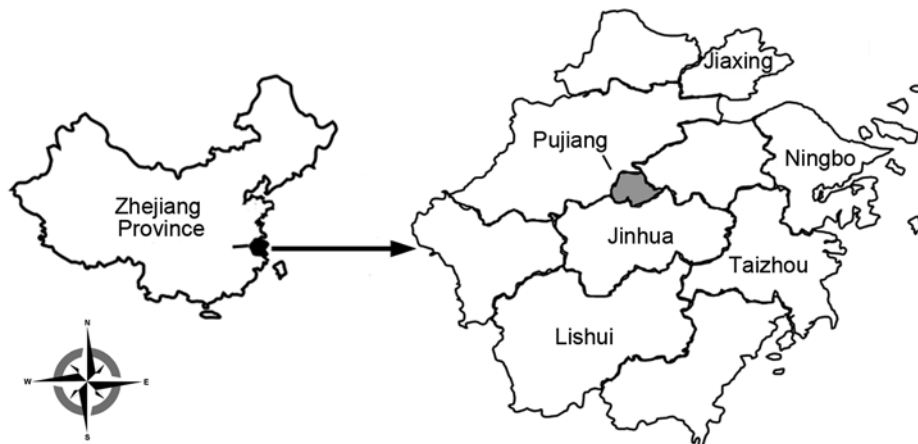 Zhejiang
Province
Jiaxing
Pujiang
Ningbo
Jinhua
Taizhou
Lishui
N
W
E
S